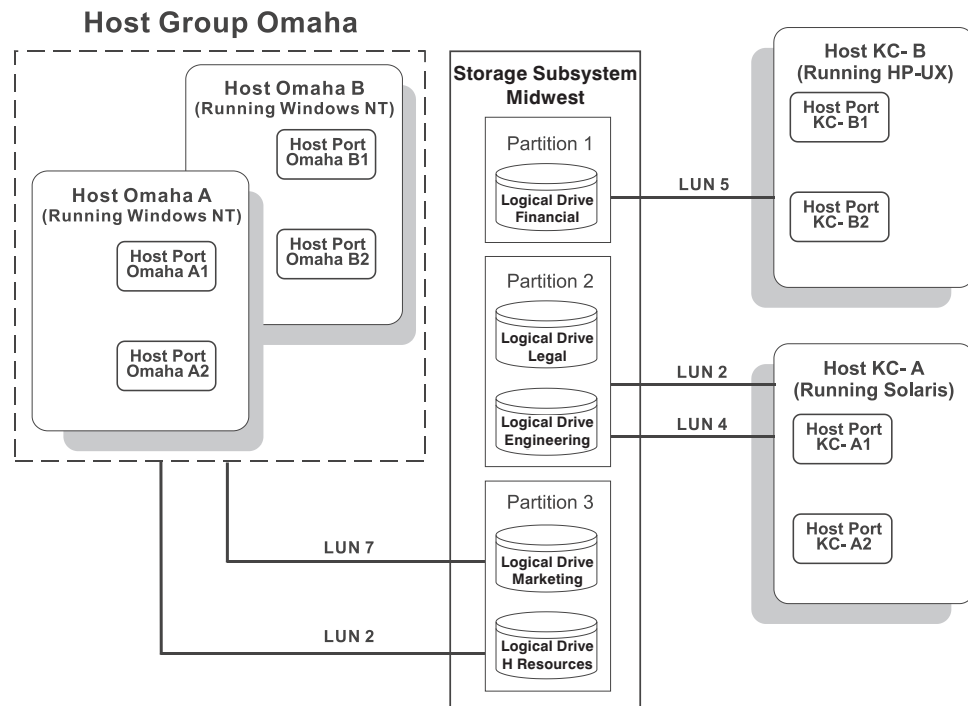 Host Group Omaha
Host Omaha B
(Running Windows NT)
Host Port
Omaha B1
Host Port
Omaha B2
Host Omaha A
(Running Windows NT)
Host Port
Omaha A1
Host Port
Omaha A2
Storage Subsystem
Midwest
Partition 1
Logical Drive
Financial
Partition 2
Logical Drive
Legal
Logical Drive
Engineering
Partition 3
Logical Drive
Marketing
Logical Drive
H Resources
LUN 7
LUN 2
LUN 5
LUN 2
LUN 4
Host KC- B
(Running HP-UX)
Host Port
KC- B1
Host Port
KC- B2
Host KC- A
(Running Solaris)
Host Port
KC- A1
Host Port
KC- A2